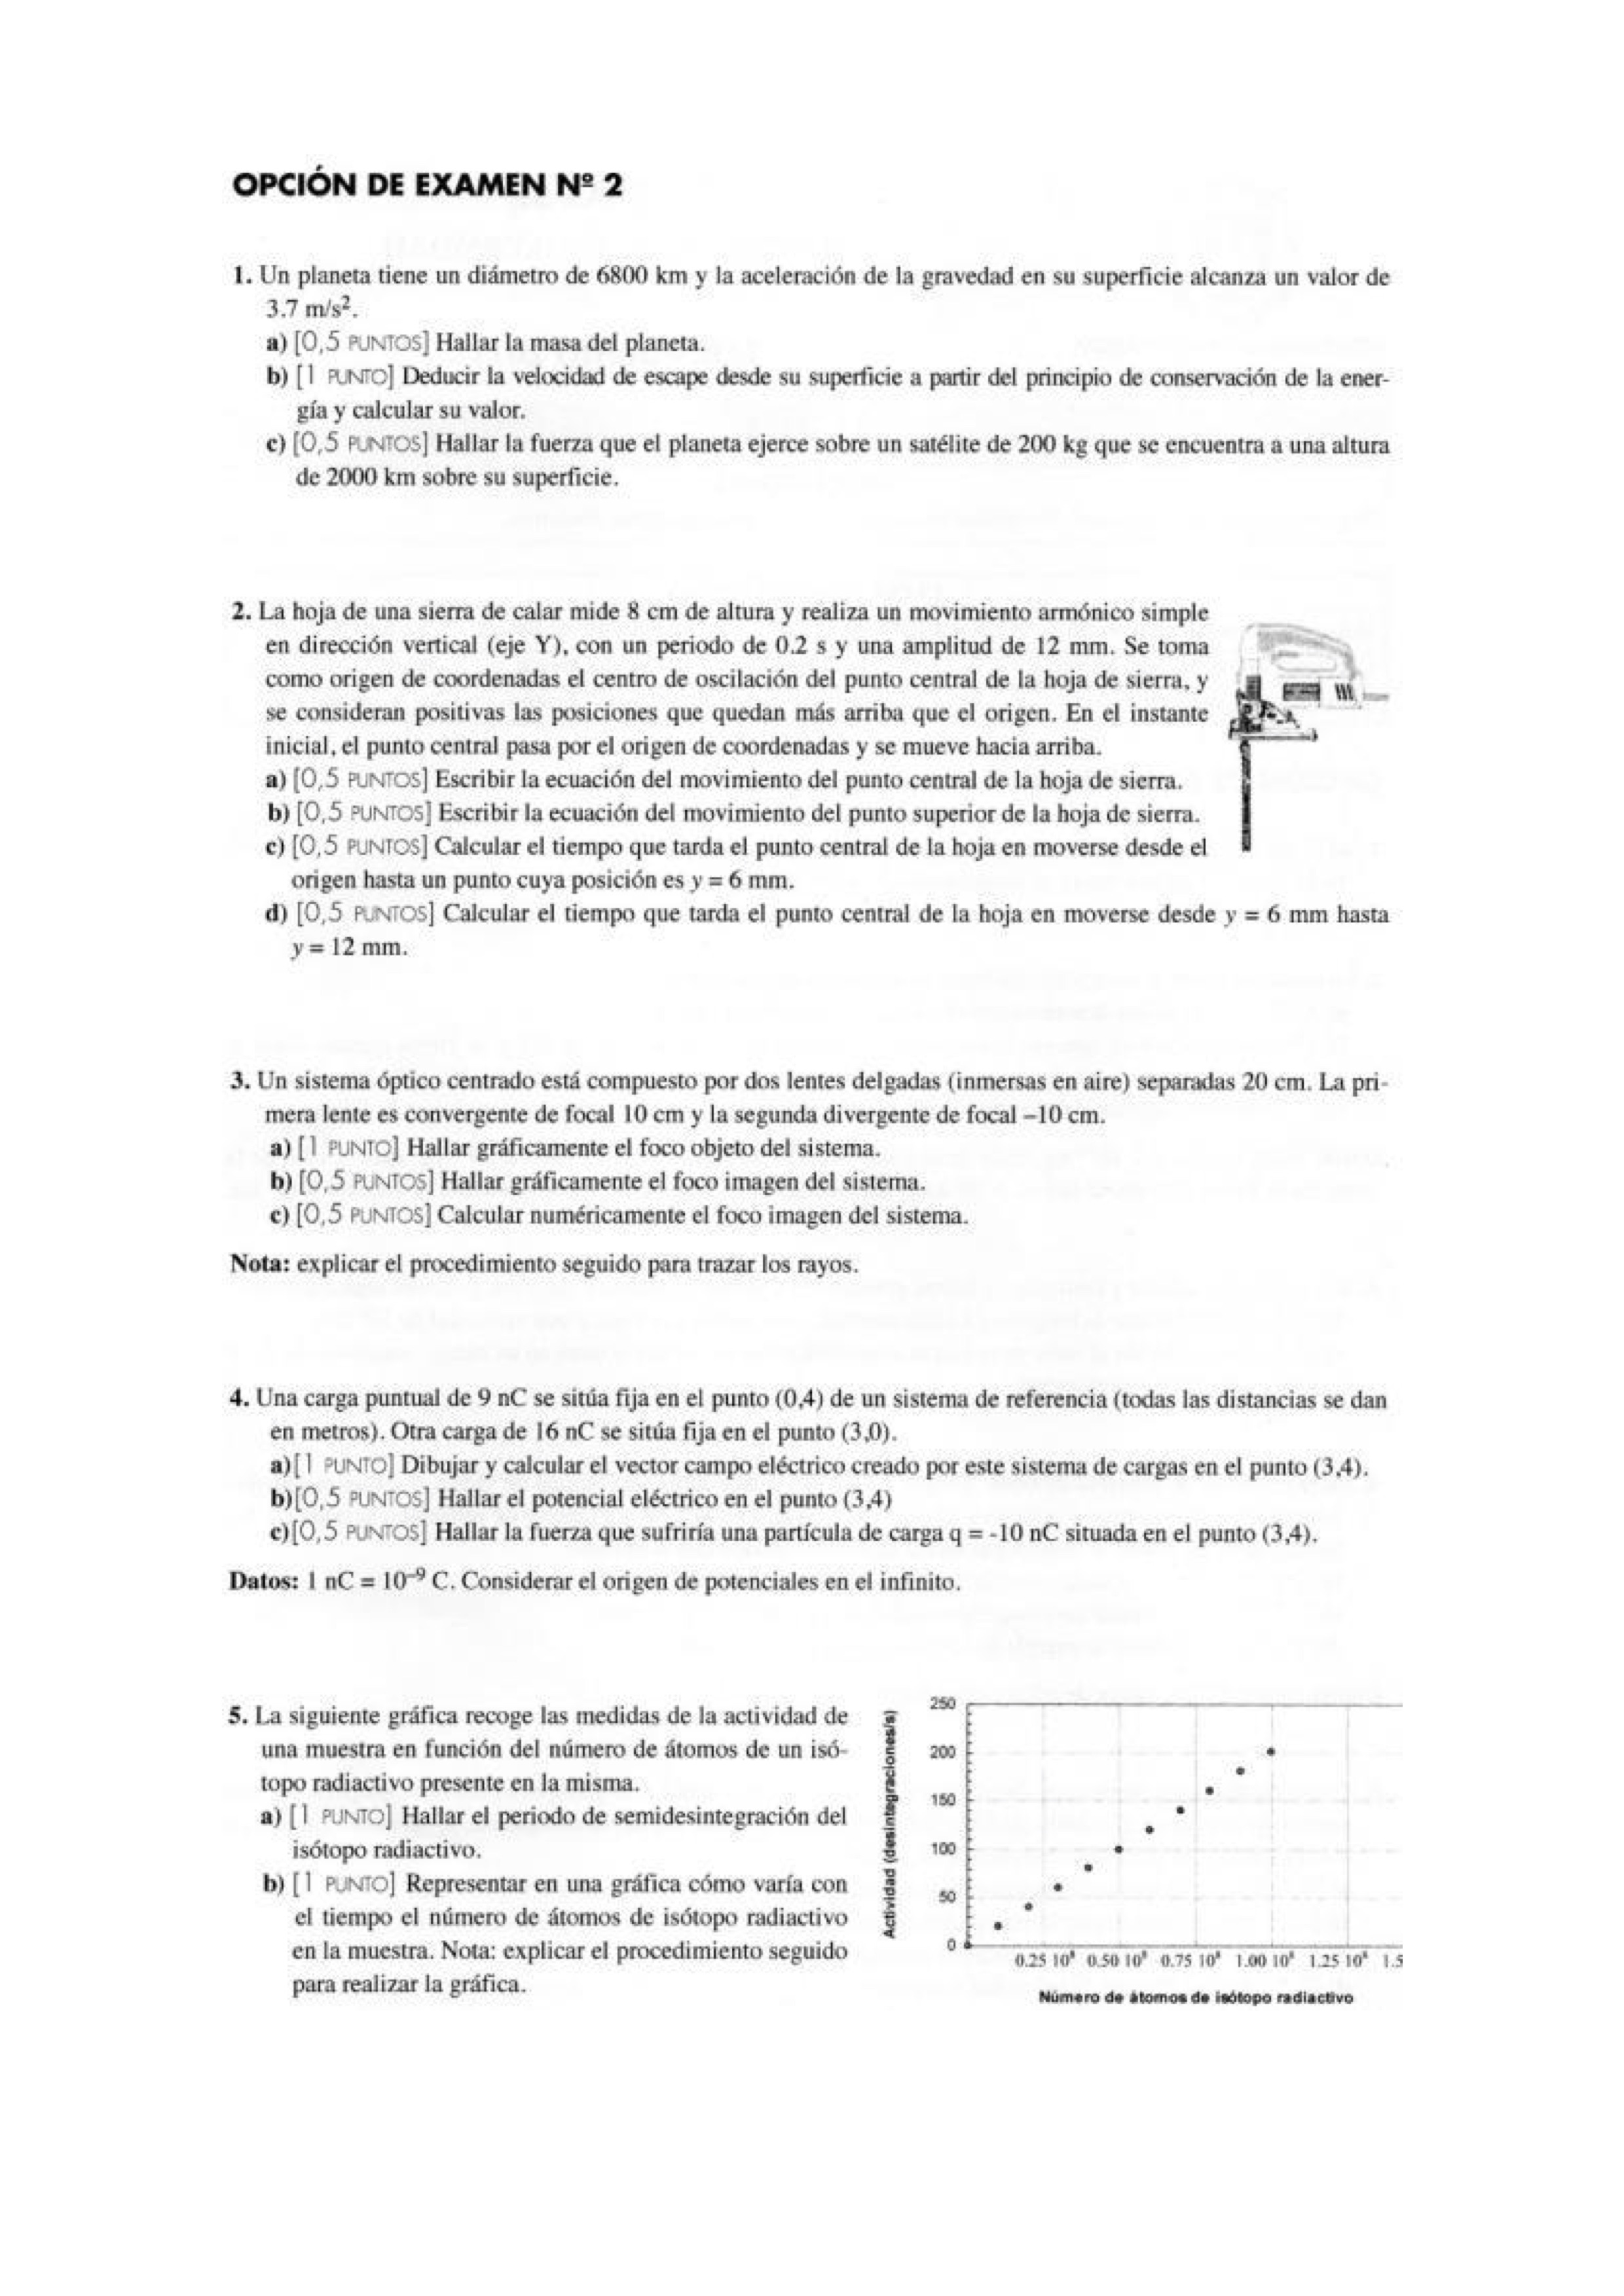 OPCIÓN DE EXAMEN Nº 2
1. Un planeta tiene un diámetro de 6800 km y la aceleración de la gravedad en su superficie alcanza un valor de
3.7 m/s².
a) [0,5 PUNTOS] Hallar la masa del planeta.
b) [1 PUNTO] Deducir la velocidad de escape desde su superficie a partir del principio de conservación de la ener-
gía y calcular su valor.
c) [0,5 PUNTOS] Hallar la fuerza que el planeta ejerce sobre un satélite de 200 kg que se encuentra a una altura
de 2000 km sobre su superficie.
2. La hoja de una sierra de calar mide 8 cm de altura y realiza un movimiento armónico simple
en dirección vertical (eje Y), con un periodo de 0.2 s y una amplitud de 12 mm. Se toma
como origen de coordenadas el centro de oscilación del punto central de la hoja de sierra, y
se consideran positivas las posiciones que quedan más arriba que el origen. En el instante
inicial, el punto central pasa por el origen de coordenadas y se mueve hacia arriba.
a) [0,5 PUNTOS] Escribir la ecuación del movimiento del punto central de la hoja de sierra.
b) [0,5 PUNTOS] Escribir la ecuación del movimiento del punto superior de la hoja de sierra.
c) [0,5 PUNTOS] Calcular el tiempo que tarda el punto central de la hoja en moverse desde el
origen hasta un punto cuya posición es y = 6 mm.
d) [0,5 PUNTOS] Calcular el tiempo que tarda el punto central de la hoja en moverse desde y = 6 mm hasta
y = 12 mm.
3. Un sistema óptico centrado está compuesto por dos lentes delgadas (inmersas en aire) separadas 20 cm. La pri-
mera lente es convergente de focal 10 cm y la segunda divergente de focal –10 cm.
a) [1 PUNTO] Hallar gráficamente el foco objeto del sistema.
b) [0,5 PUNTOS] Hallar gráficamente el foco imagen del sistema.
c) [0,5 PUNTOS] Calcular numéricamente el foco imagen del sistema.
Nota: explicar el procedimiento seguido para trazar los rayos.
4. Una carga puntual de 9 nC se sitúa fija en el punto (0,4) de un sistema de referencia (todas las distancias se dan
en metros). Otra carga de 16 nC se sitúa fija en el punto (3,0).
a)[1 PUNTO] Dibujar y calcular el vector campo eléctrico creado por este sistema de cargas en el punto (3,4).
b)[0,5 PUNTOS] Hallar el potencial eléctrico en el punto (3,4)
c)[0,5 PUNTOS] Hallar la fuerza que sufriría una partícula de carga q = -10 nC situada en el punto (3,4).
Datos: 1 nC = 10⁻⁹ C. Considerar el origen de potenciales en el infinito.
5. La siguiente gráfica recoge las medidas de la actividad de
una muestra en función del número de átomos de un isó-
topo radiactivo presente en la misma.
a) [1 PUNTO] Hallar el periodo de semidesintegración del
isótopo radiactivo.
b) [1 PUNTO] Representar en una gráfica cómo varía con
el tiempo el número de átomos de isótopo radiactivo
en la muestra. Nota: explicar el procedimiento seguido
para realizar la gráfica.
Actividad (desintegraciones/s)
250
200
150
100
50
0
0.25 10⁸ 0.50 10⁸ 0.75 10⁸ 1.00 10⁸ 1.25 10⁸ 1.5
Número de átomos de isótopo radiactivo